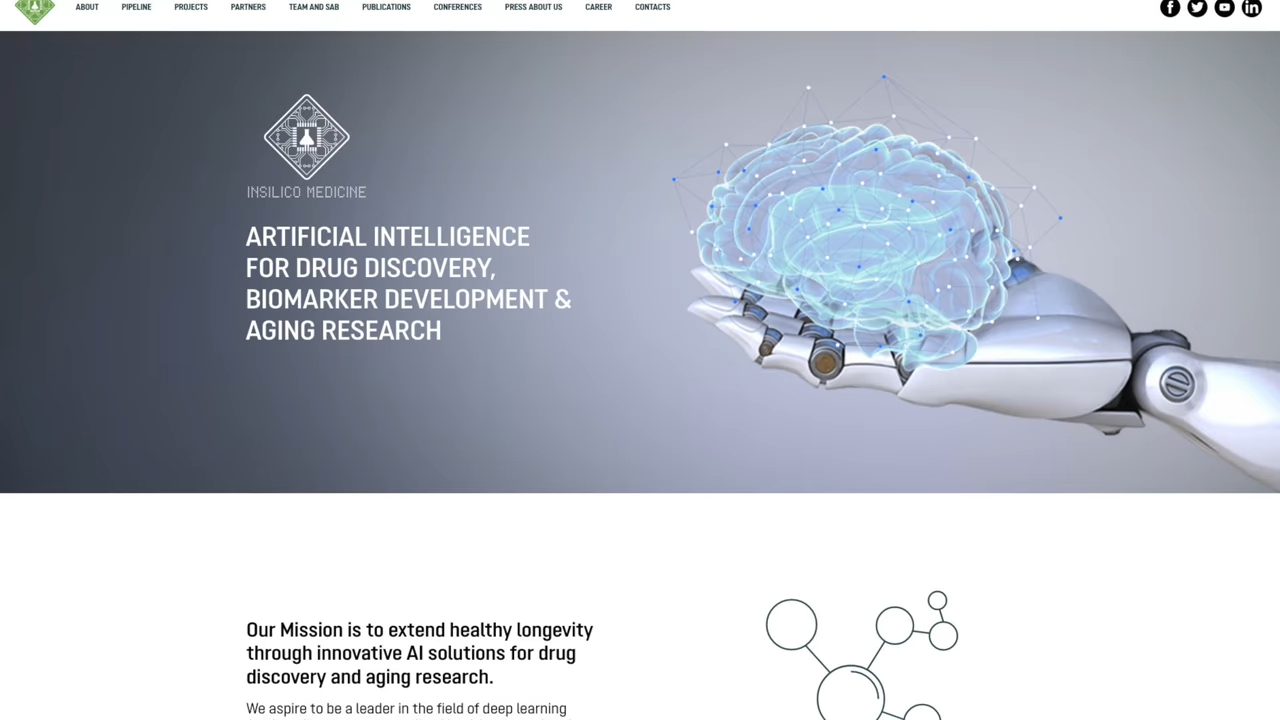 ABOUT PIPELINE PROJECTS PARTNERS TEAM AND SAB PUBLICATIONS CONFERENCES PRESS ABOUT US CAREER CONTACTS
INSILICO MEDICINE
ARTIFICIAL INTELLIGENCE
FOR DRUG DISCOVERY,
BIOMARKER DEVELOPMENT &
AGING RESEARCH
Our Mission is to extend healthy longevity
through innovative AI solutions for drug
discovery and aging research.
We aspire to be a leader in the field of deep learning